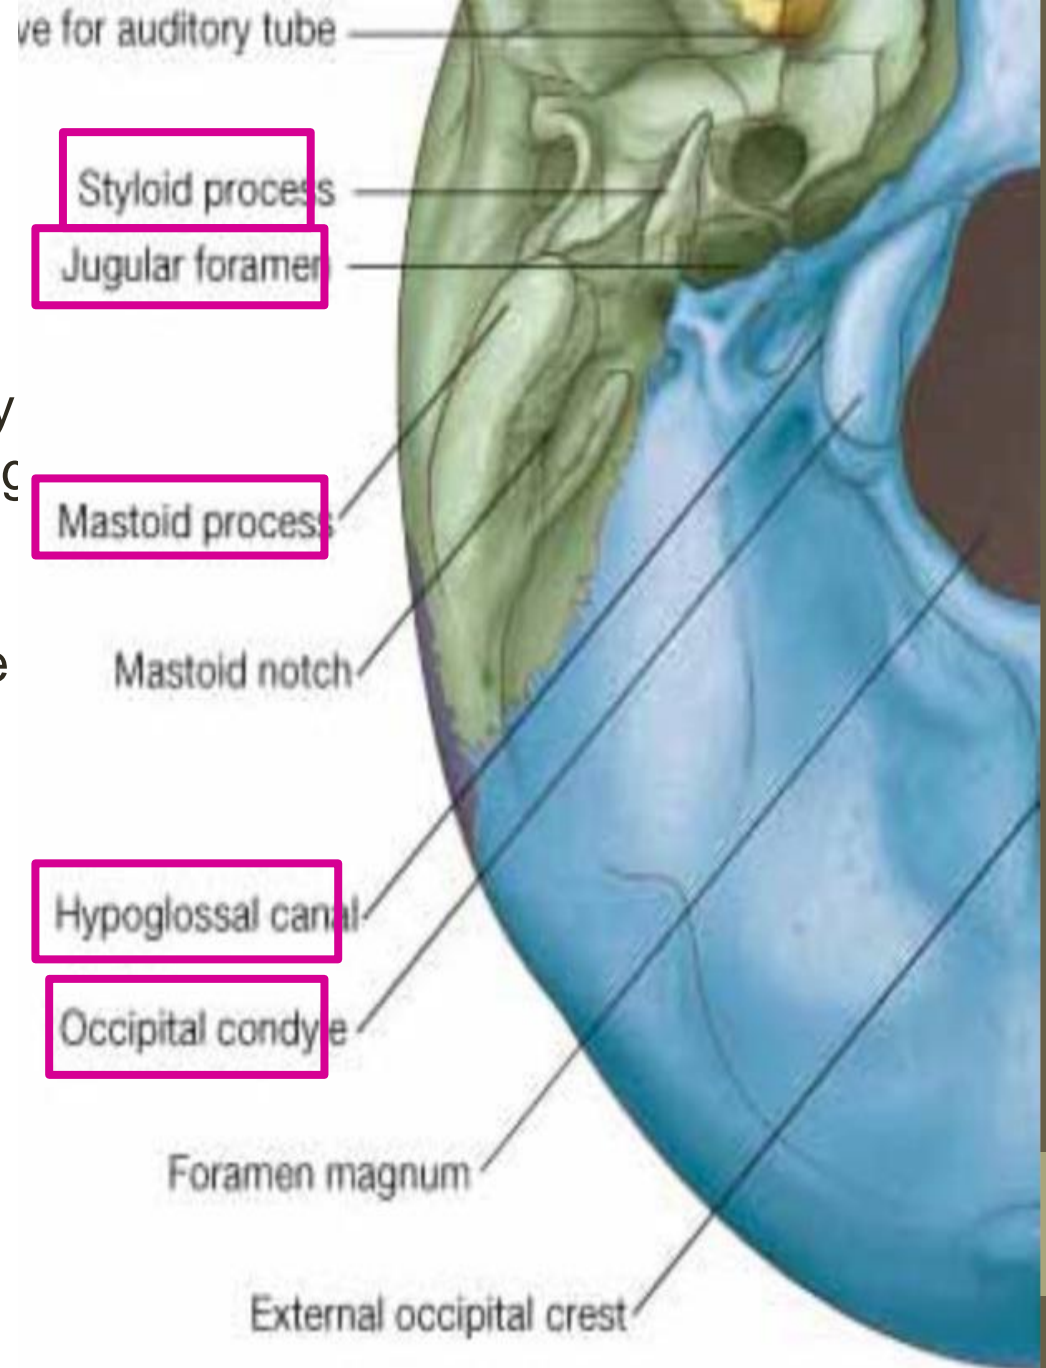 ve for auditory tube
Styloid process
Jugular foramen
y
g
Mastoid process
e
Mastoid notch
Hypoglossal canal
Occipital condyle
Foramen magnum
External occipital crest